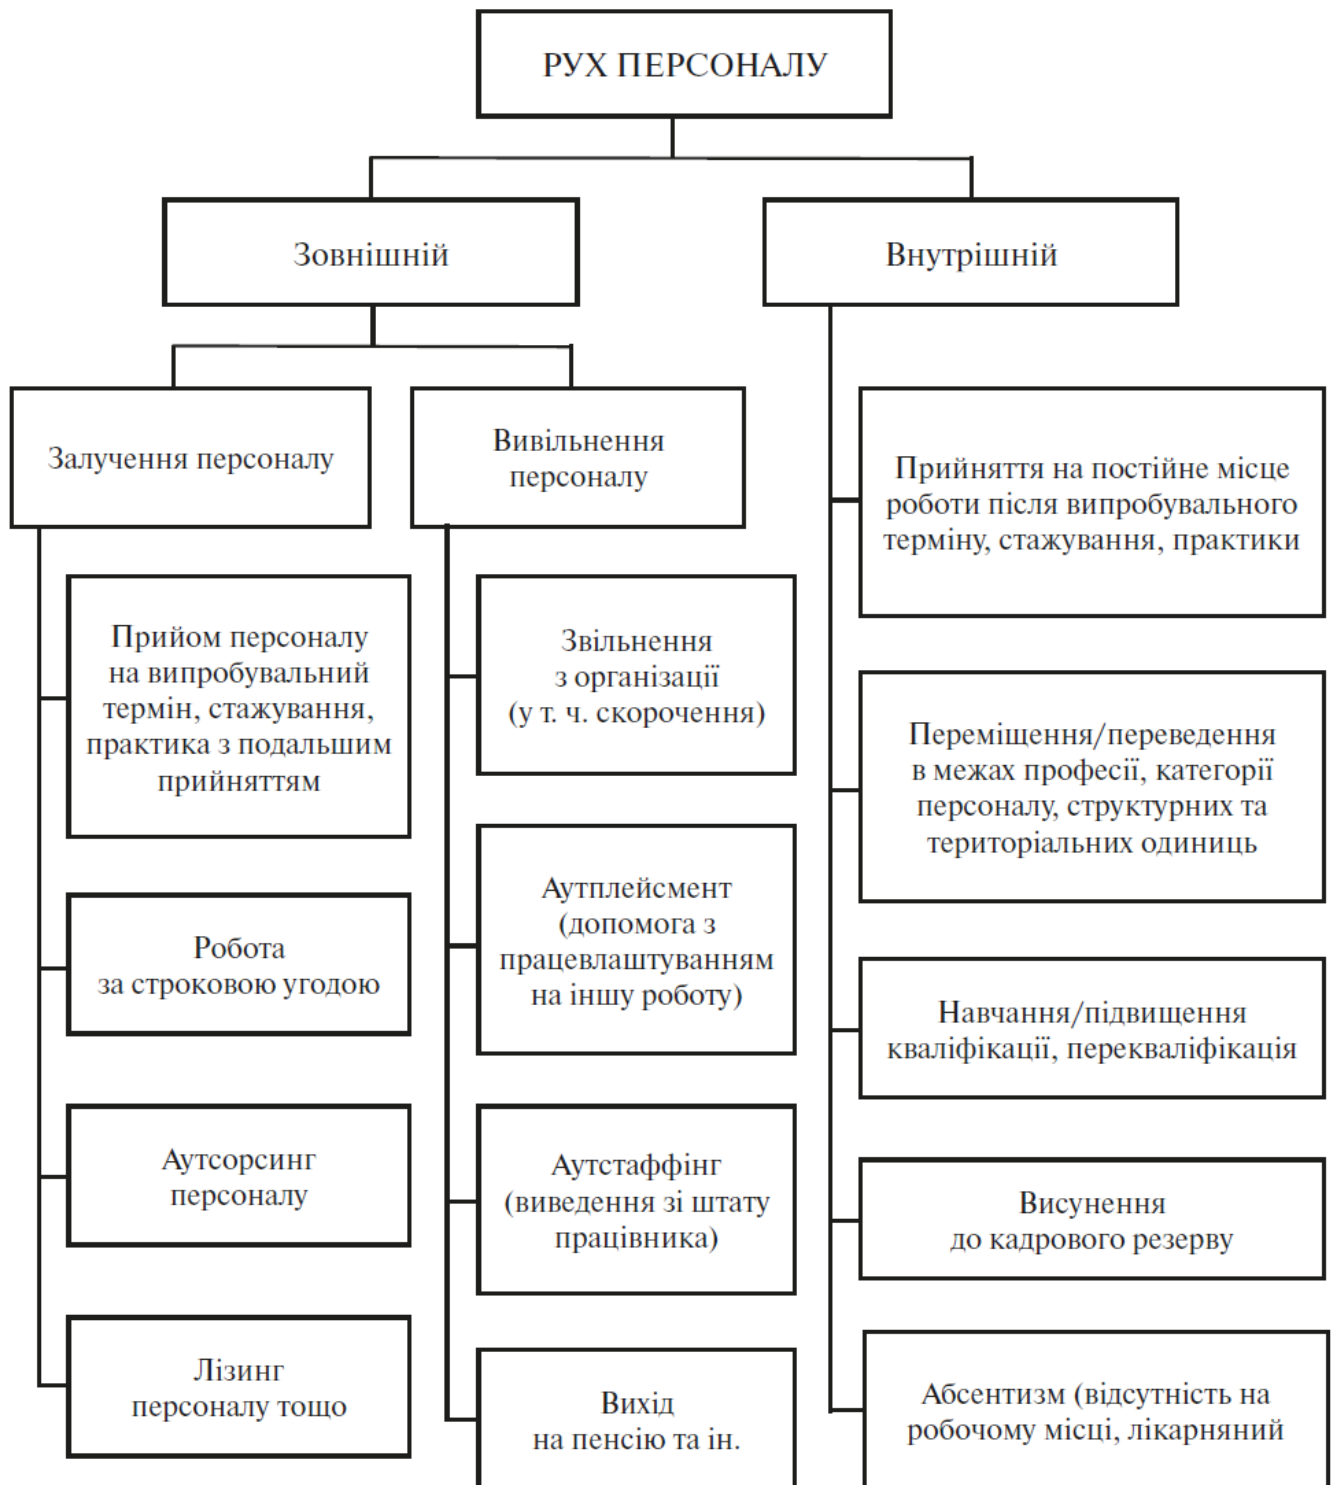 РУХ ПЕРСОНАЛУ
Зовнішній
Внутрішній
Залучення персоналу
Вивільнення
персоналу
Прийом персоналу
на випробувальний
термін, стажування,
практика з подальшим
прийняттям
Робота
за строковою угодою
Аутсорсинг
персоналу
Лізинг
персоналу тощо
Звільнення
з організації
(у т. ч. скорочення)
Аутплейсмент
(допомога з
працевлаштуванням
на іншу роботу)
Аутстаффінг
(виведення зі штату
працівника)
Вихід
на пенсію та ін.
Прийняття на постійне місце
роботи після випробувального
терміну, стажування, практики
Переміщення/переведення
в межах професії, категорії
персоналу, структурних та
територіальних одиниць
Навчання/підвищення
кваліфікації, перекваліфікація
Висунення
до кадрового резерву
Абсентизм (відсутність на
робочому місці, лікарняний